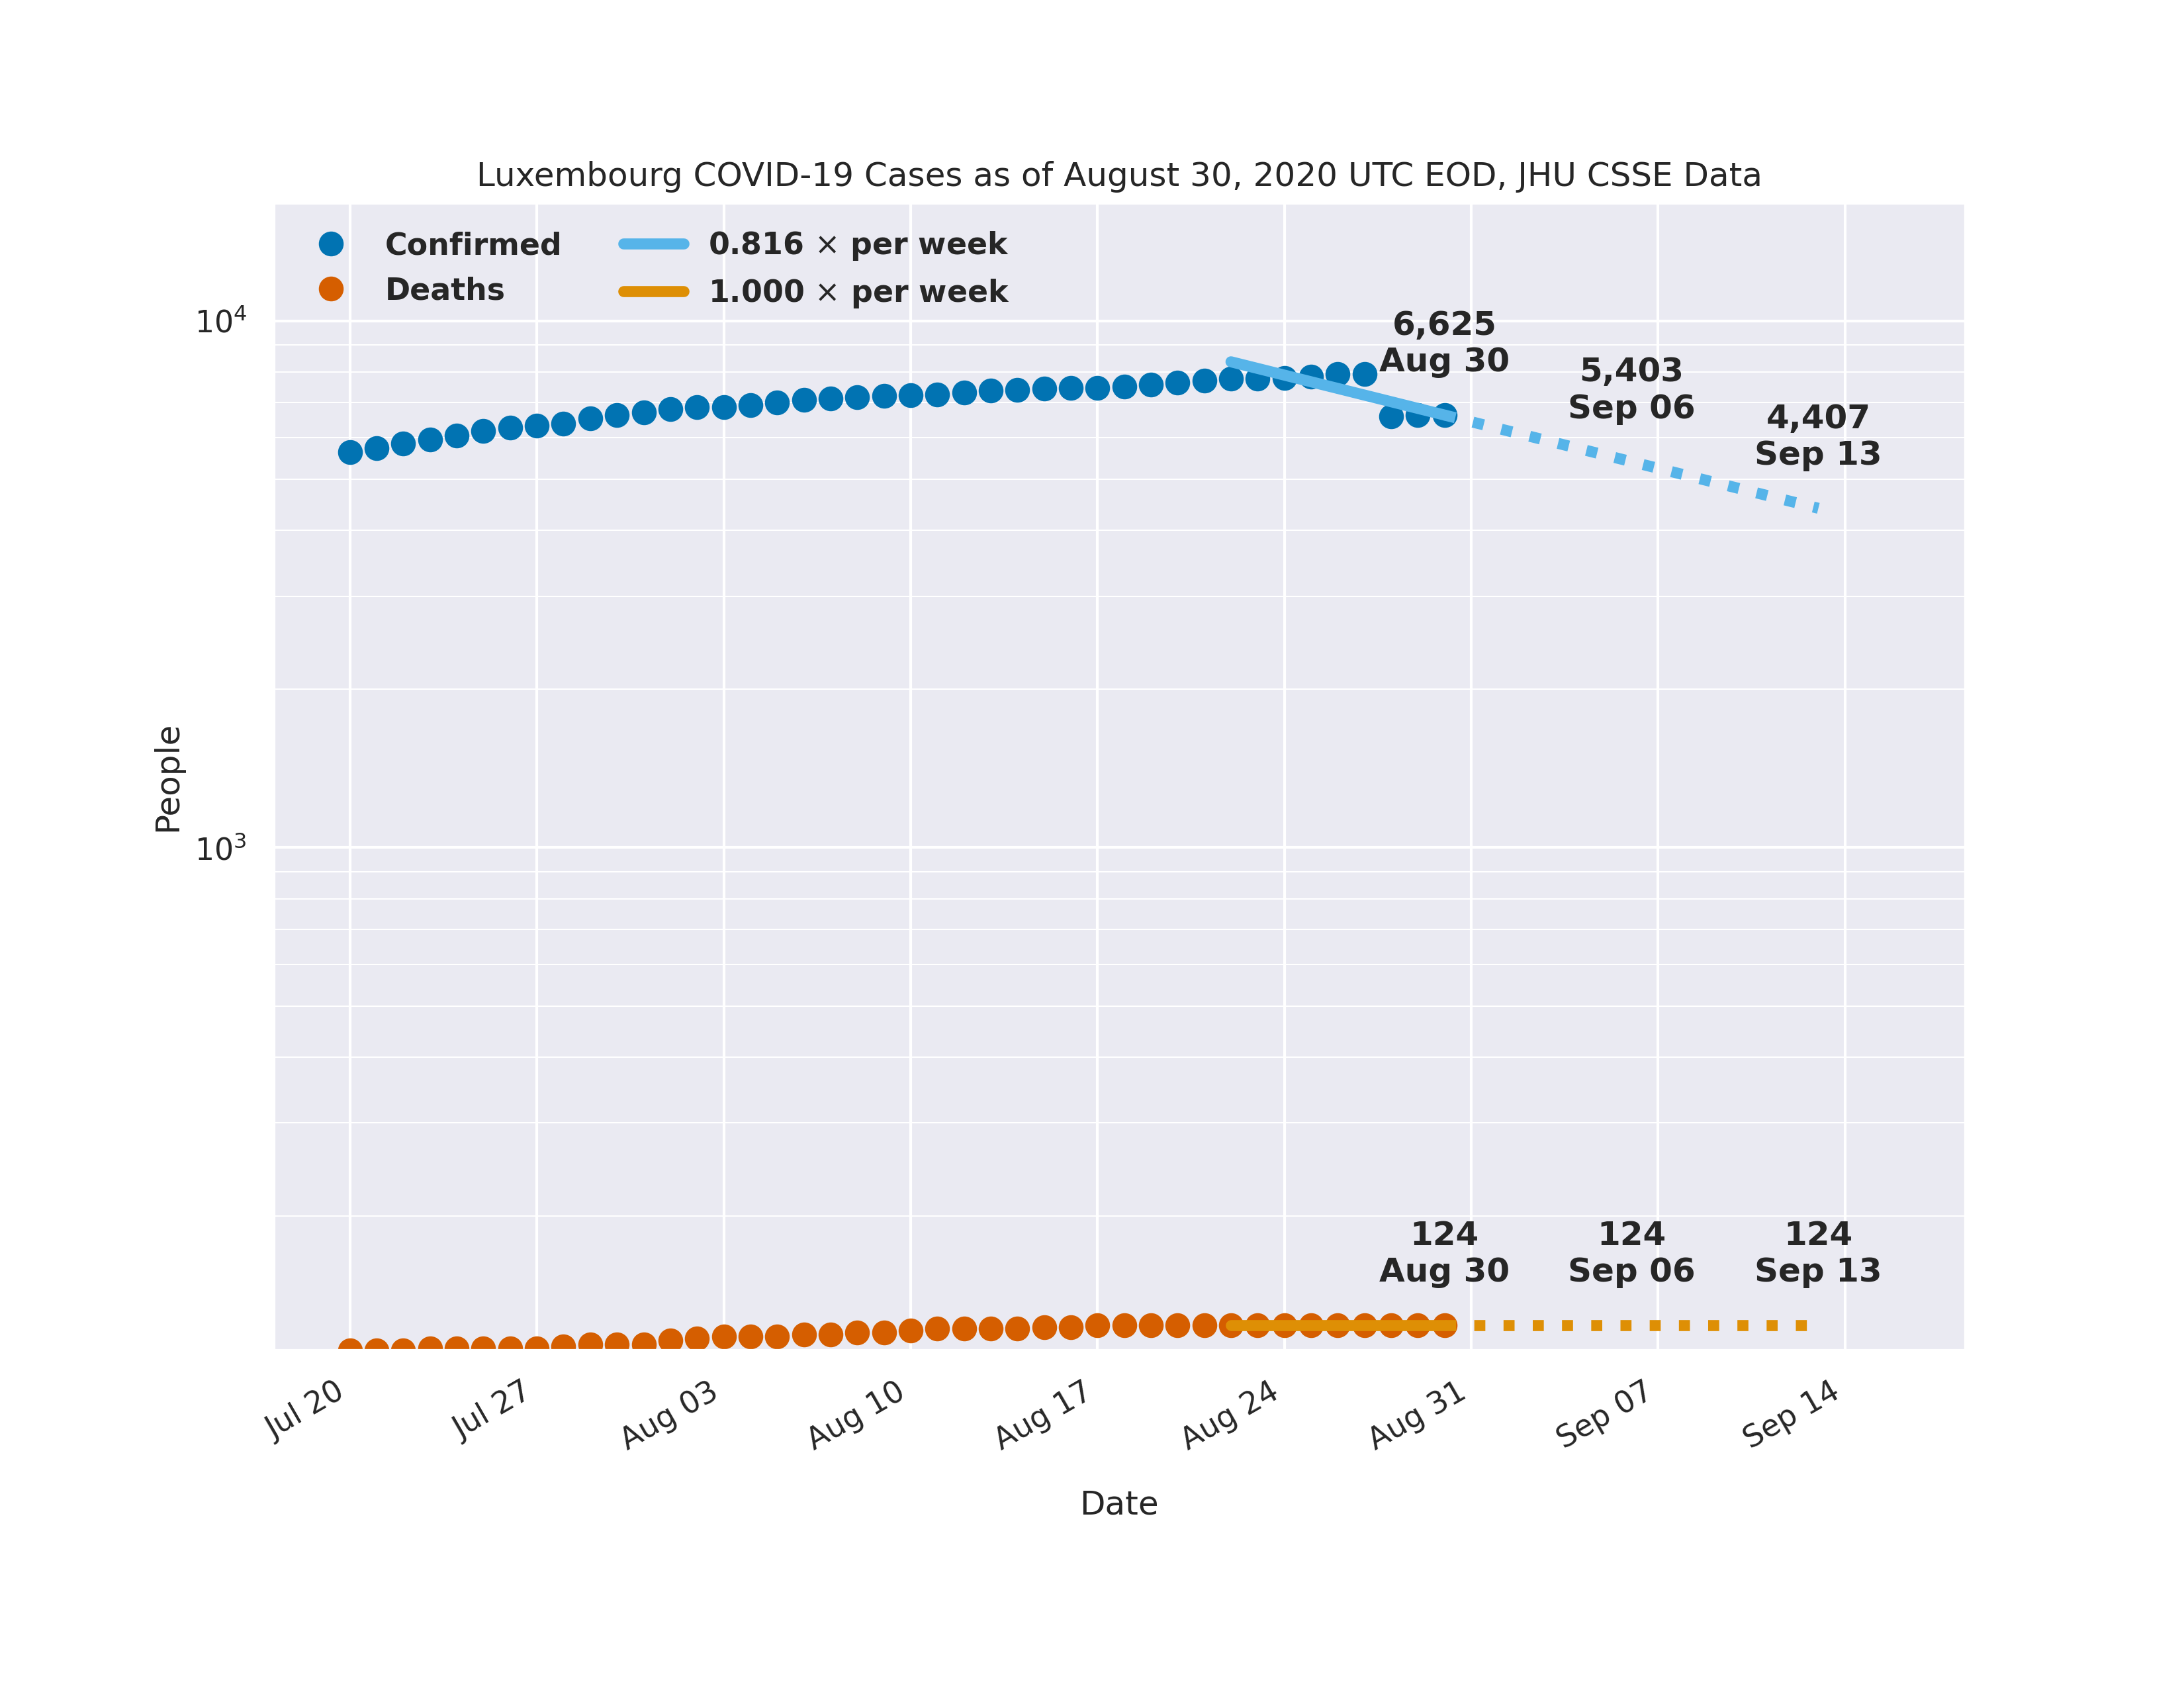 Luxembourg COVID-19 Cases as of August 30, 2020 UTC EOD, JHU CSSE Data
Confirmed
Deaths
0.816 × per week
1.000 × per week
10⁴
10³
People
6,625
Aug 30
5,403
Sep 06
4,407
Sep 13
124
Aug 30
124
Sep 06
124
Sep 13
Jul 20
Jul 27
Aug 03
Aug 10
Aug 17
Aug 24
Aug 31
Sep 07
Sep 14
Date